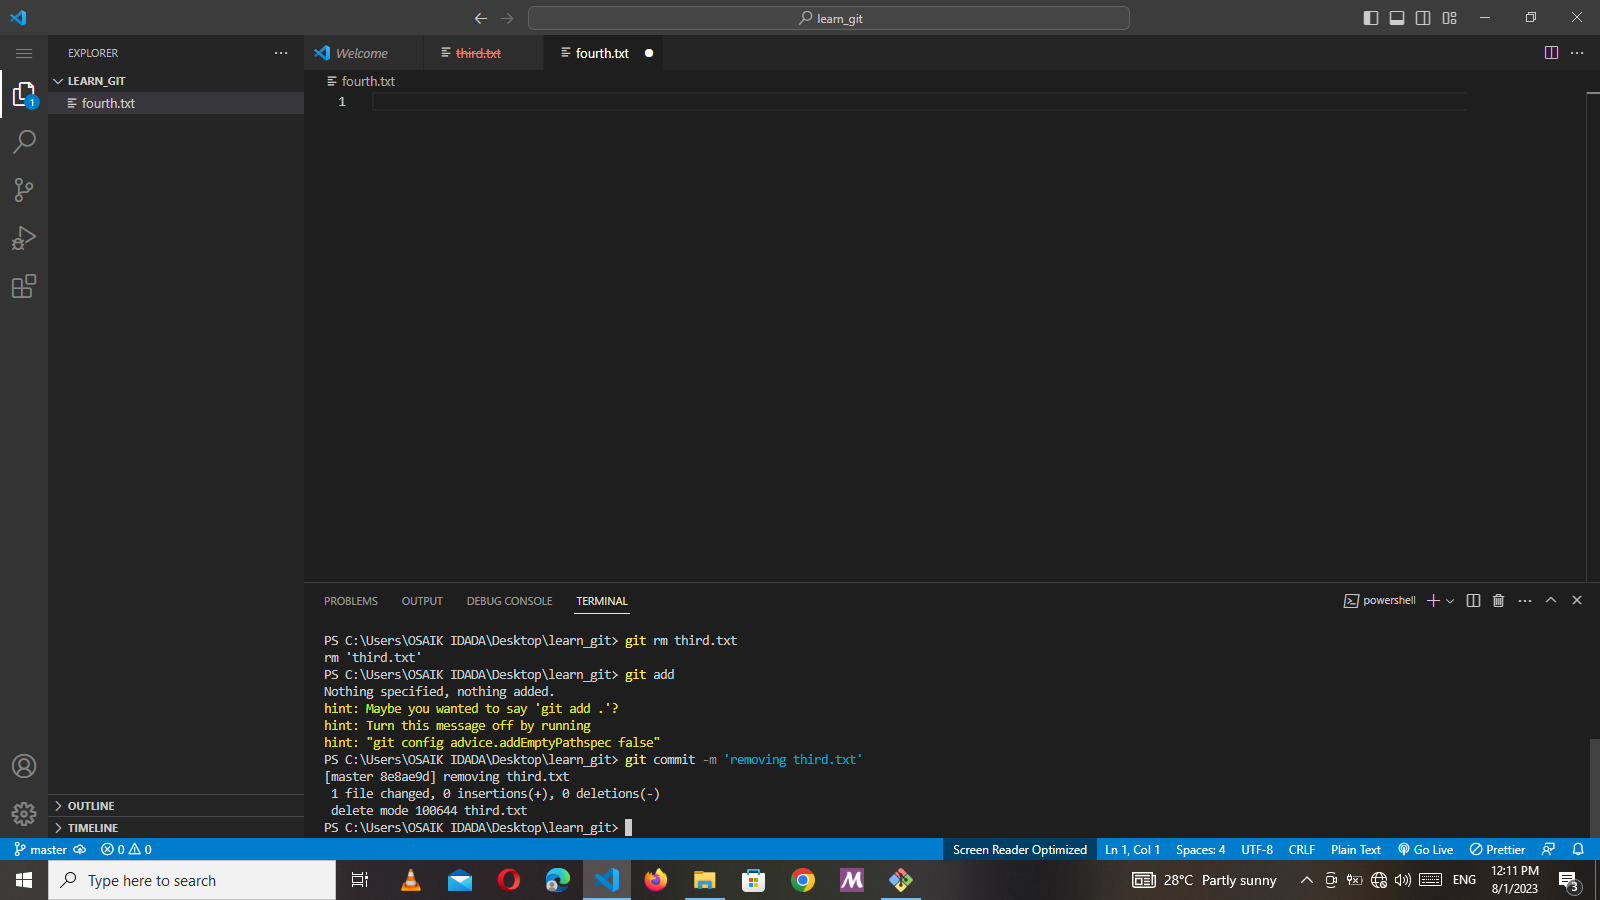 learn_git
EXPLORER
Welcome
third.txt
fourth.txt
LEARN_GIT
fourth.txt
fourth.txt
1
1
PROBLEMS
OUTPUT
DEBUG CONSOLE
TERMINAL
powershell
PS C:\Users\OSAIK IDADA\Desktop\learn_git> git rm third.txt
rm 'third.txt'
PS C:\Users\OSAIK IDADA\Desktop\learn_git> git add
Nothing specified, nothing added.
hint: Maybe you wanted to say 'git add .'?
hint: Turn this message off by running
hint: "git config advice.addEmptyPathspec false"
PS C:\Users\OSAIK IDADA\Desktop\learn_git> git commit -m 'removing third.txt'
[master 8e8ae9d] removing third.txt
1 file changed, 0 insertions(+), 0 deletions(-)
delete mode 100644 third.txt
PS C:\Users\OSAIK IDADA\Desktop\learn_git>
OUTLINE
TIMELINE
master
0
0
Screen Reader Optimized
Ln 1, Col 1
Spaces: 4
UTF-8
CRLF
Plain Text
Go Live
Prettier
Type here to search
28°C Partly sunny
ENG
12:11 PM
8/1/2023
3